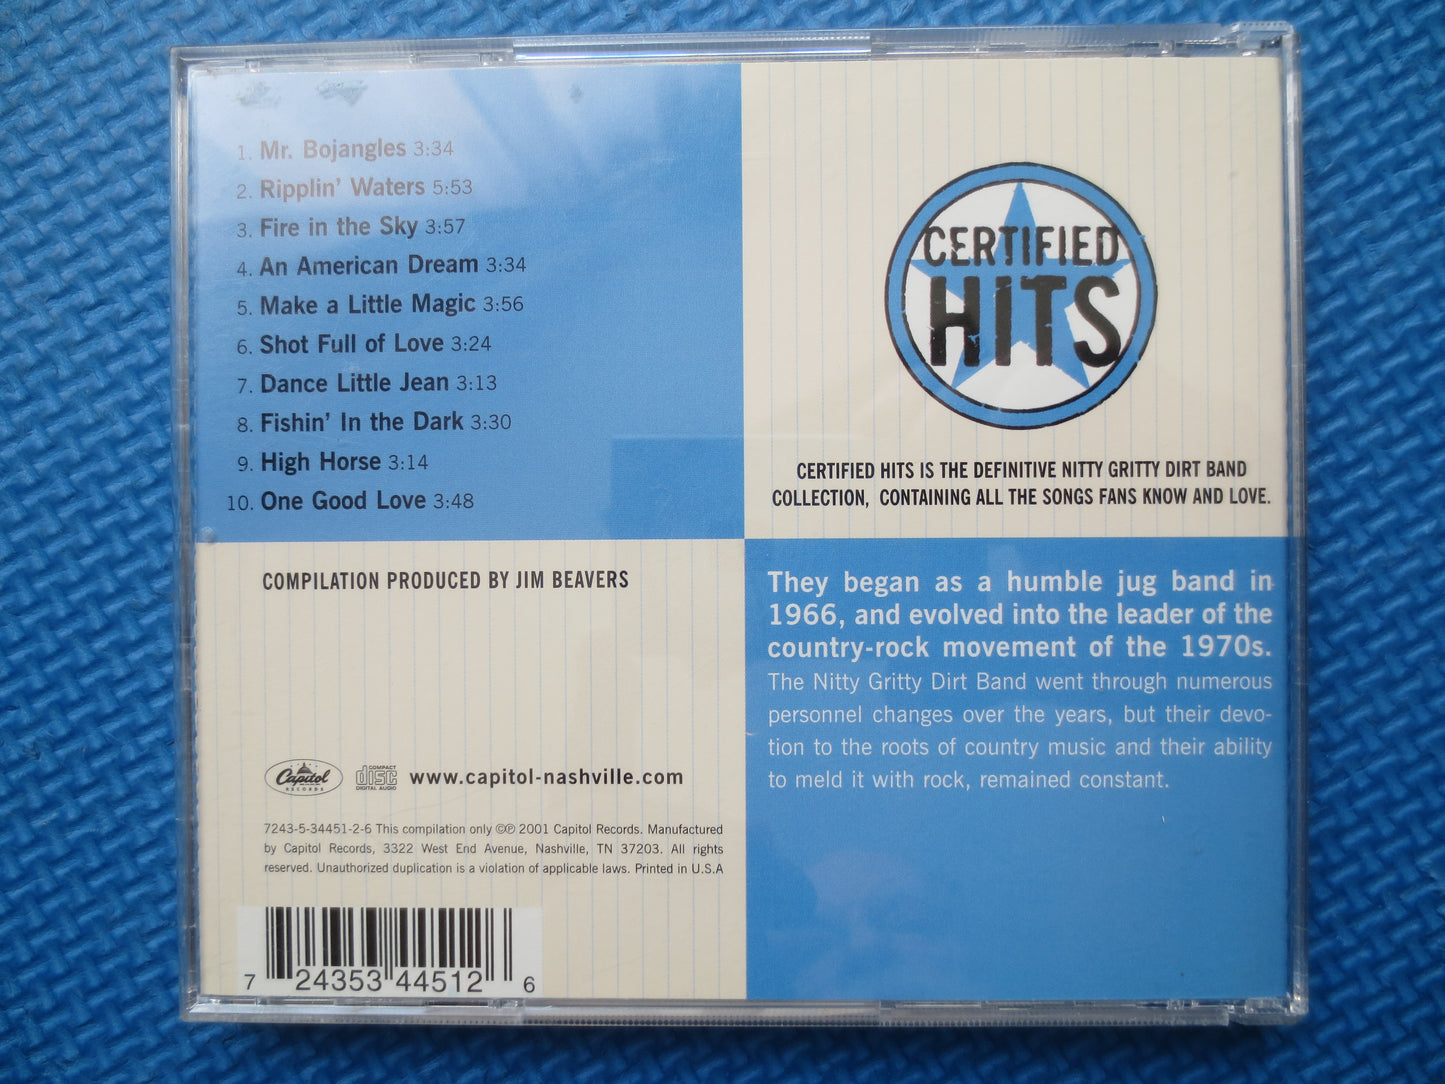 1. Mr. Bojangles 3:34
2. Ripplin' Waters 5:53
3. Fire in the Sky 3:57
4. An American Dream 3:34
5. Make a Little Magic 3:56
6. Shot Full of Love 3:24
7. Dance Little Jean 3:13
8. Fishin' In the Dark 3:30
9. High Horse 3:14
10. One Good Love 3:48
CERTIFIED
HITS
CERTIFIED HITS IS THE DEFINITIVE NITTY GRITTY DIRT BAND
COLLECTION, CONTAINING ALL THE SONGS FANS KNOW AND LOVE.
COMPILATION PRODUCED BY JIM BEAVERS
They began as a humble jug band in
1966, and evolved into the leader of the
country-rock movement of the 1970s.
The Nitty Gritty Dirt Band went through numerous
personnel changes over the years, but their devo-
tion to the roots of country music and their ability
to meld it with rock, remained constant.
Capitol
RECORDS
COMPACT
disc
DIGITAL AUDIO
www.capitol-nashville.com
7243-5-34451-2-6 This compilation only ©℗ 2001 Capitol Records. Manufactured
by Capitol Records, 3322 West End Avenue, Nashville, TN 37203. All rights
reserved. Unauthorized duplication is a violation of applicable laws. Printed in U.S.A
7 24353 44512 6